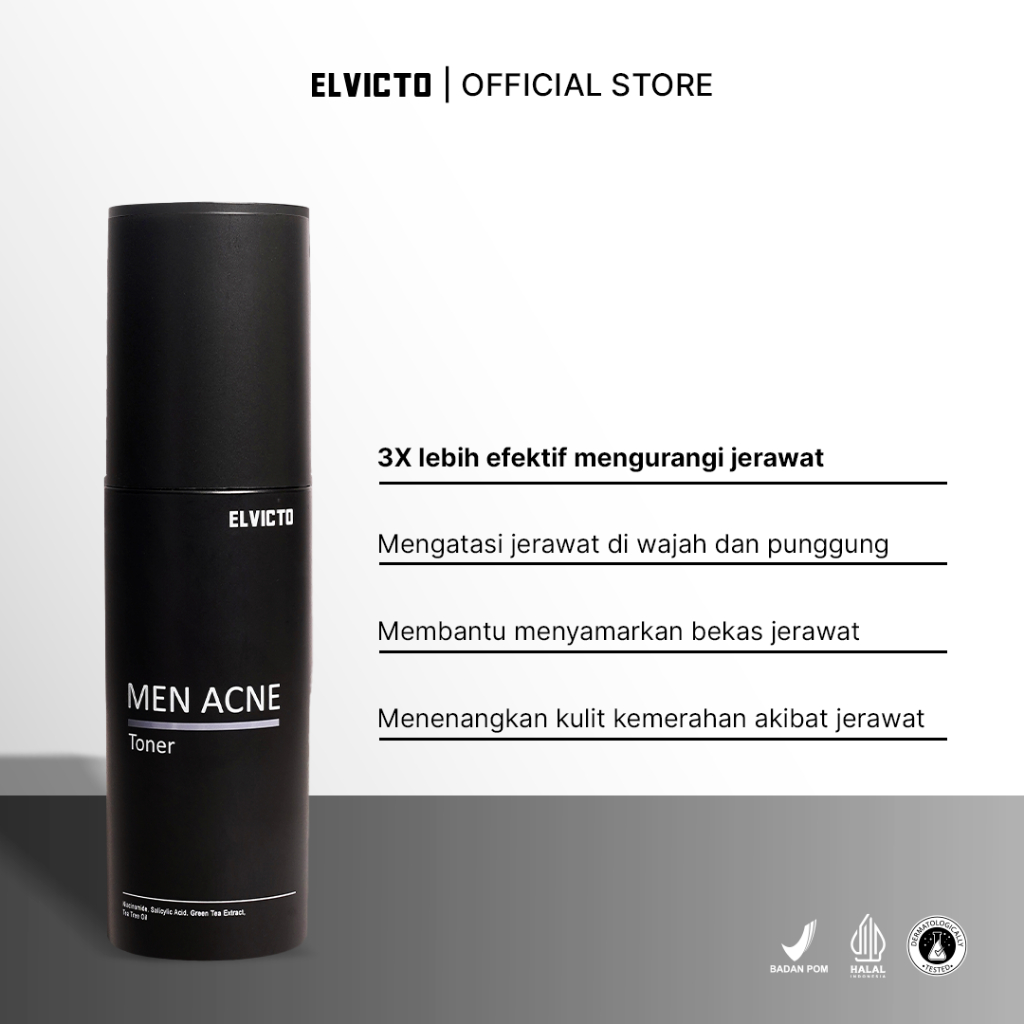 ELVICTO | OFFICIAL STORE
3X lebih efektif mengurangi jerawat
Mengatasi jerawat di wajah dan punggung
Membantu menyamarkan bekas jerawat
Menenangkan kulit kemerahan akibat jerawat
ELVICTO
MEN ACNE
Toner
Niacinamide, Salicylic Acid, Green Tea Extract,
Tea Tree Oil
BADAN POM
HALAL
INDONESIA
DERMATOLOGICALLY
•TESTED•